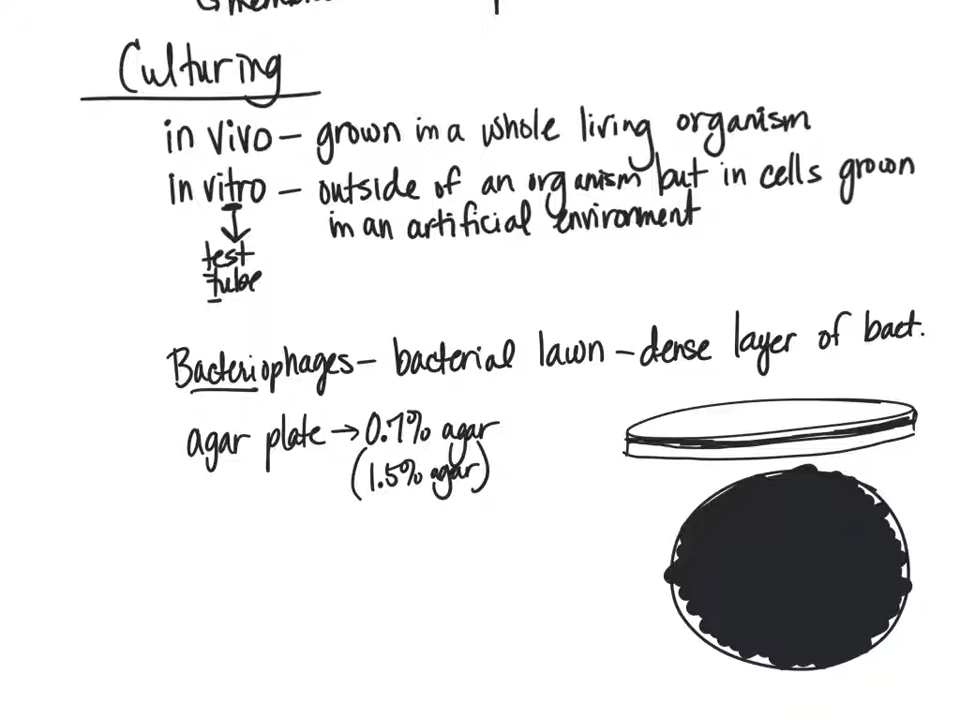 Culturing
in vivo – grown in a whole living organism
in vitro – outside of an organism but in cells grown
in an artificial environment
test
tube
Bacteriophages – bacterial lawn – dense layer of bact.
agar plate → 0.7% agar
(1.5% agar)